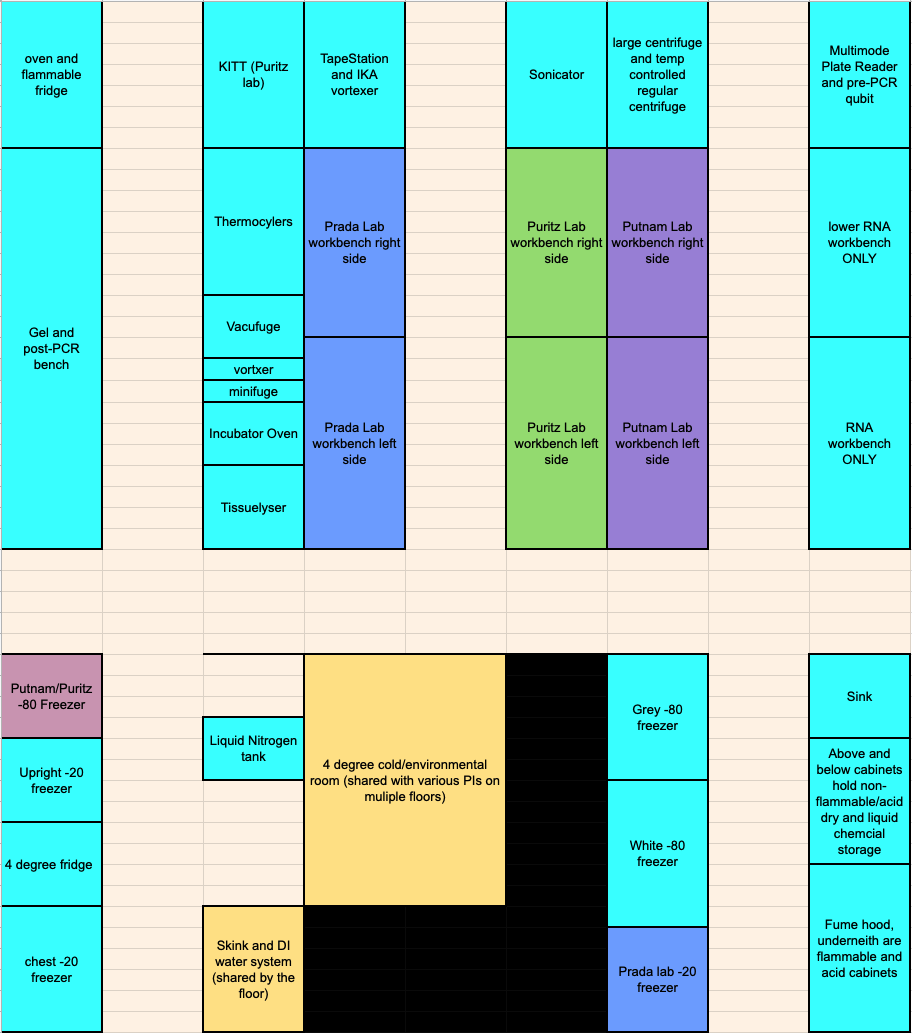 oven and
flammable
fridge
KITT (Puritz
lab)
TapeStation
and IKA
vortexer
Sonicator
large centrifuge
and temp
controlled
regular
centrifuge
Multimode
Plate Reader
and pre-PCR
qubit
Gel and
post-PCR
bench
Thermocylers
Vacufuge
vortxer
minifuge
Incubator Oven
Tissuelyser
Prada Lab
workbench right
side
Prada Lab
workbench left
side
Puritz Lab
workbench right
side
Puritz Lab
workbench left
side
Putnam Lab
workbench right
side
Putnam Lab
workbench left
side
lower RNA
workbench
ONLY
RNA
workbench
ONLY
Putnam/Puritz
-80 Freezer
Upright -20
freezer
4 degree fridge
chest -20
freezer
Liquid Nitrogen
tank
Skink and DI
water system
(shared by the
floor)
4 degree cold/environmental
room (shared with various PIs on
muliple floors)
Grey -80
freezer
White -80
freezer
Prada lab -20
freezer
Sink
Above and
below cabinets
hold non-
flammable/acid
dry and liquid
chemcial
storage
Fume hood,
underneith are
flammable and
acid cabinets